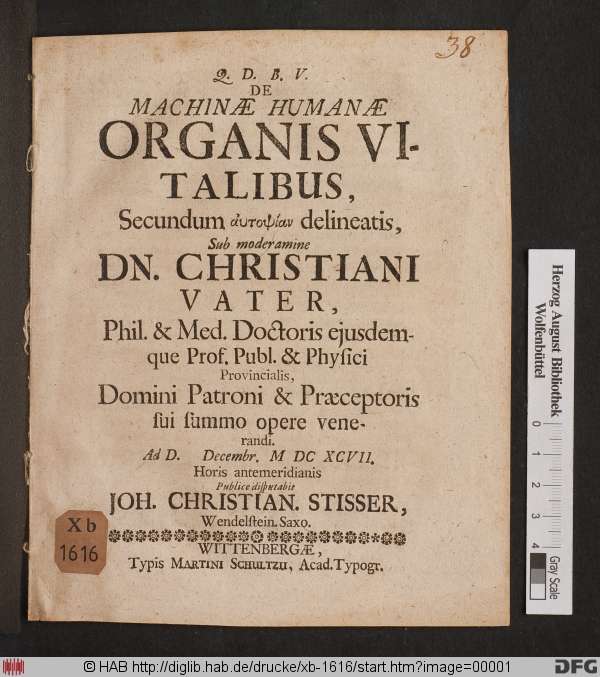 38
Q. D. B. V.
DE
MACHINÆ HUMANÆ
ORGANIS VI-
TALIBUS,
Secundum αυτοψίαν delineatis,
Sub moderamine
DN. CHRISTIANI
VATER,
Phil. & Med. Doctoris ejusdem-
que Prof. Publ. & Physici
Provincialis,
Domini Patroni & Præceptoris
sui summo opere vene-
randi.
Ad D. Decembr. M DC XCVII.
Horis antemeridianis
Publice disputabit
JOH. CHRISTIAN. STISSER,
Wendelstein. Saxo.
WITTENBERGÆ,
Typis MARTINI SCHULTZII, Acad. Typogr.
Xb
1616
Herzog August Bibliothek
Wolfenbüttel
0
1
2
3
4
Gray Scale
© HAB http://diglib.hab.de/drucke/xb-1616/start.htm?image=00001
DFG